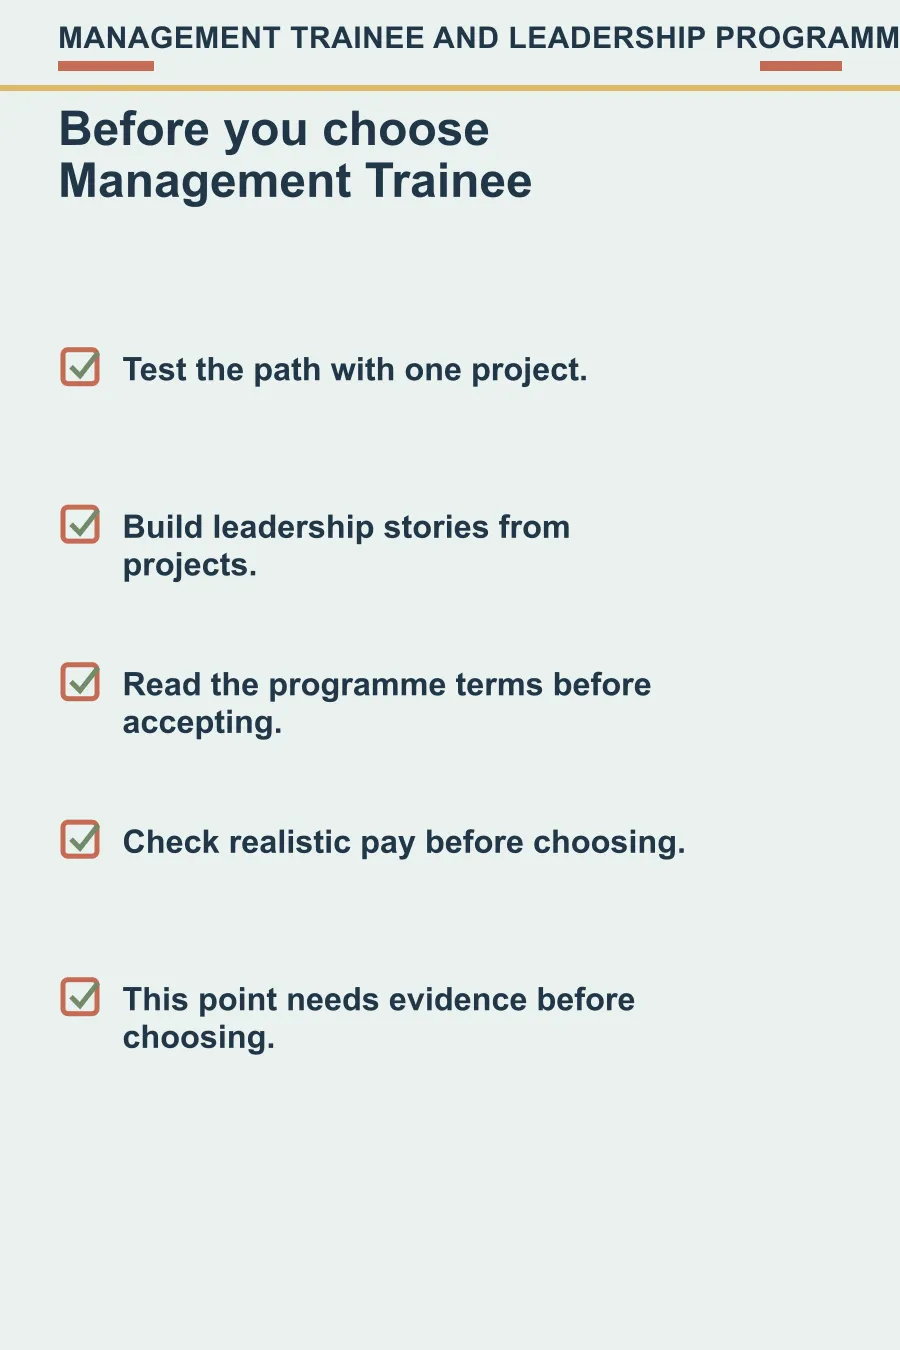 MANAGEMENT TRAINEE AND LEADERSHIP PROGRAMM
Before you choose
Management Trainee
Test the path with one project.
Build leadership stories from
projects.
Read the programme terms before
accepting.
Check realistic pay before choosing.
This point needs evidence before
choosing.